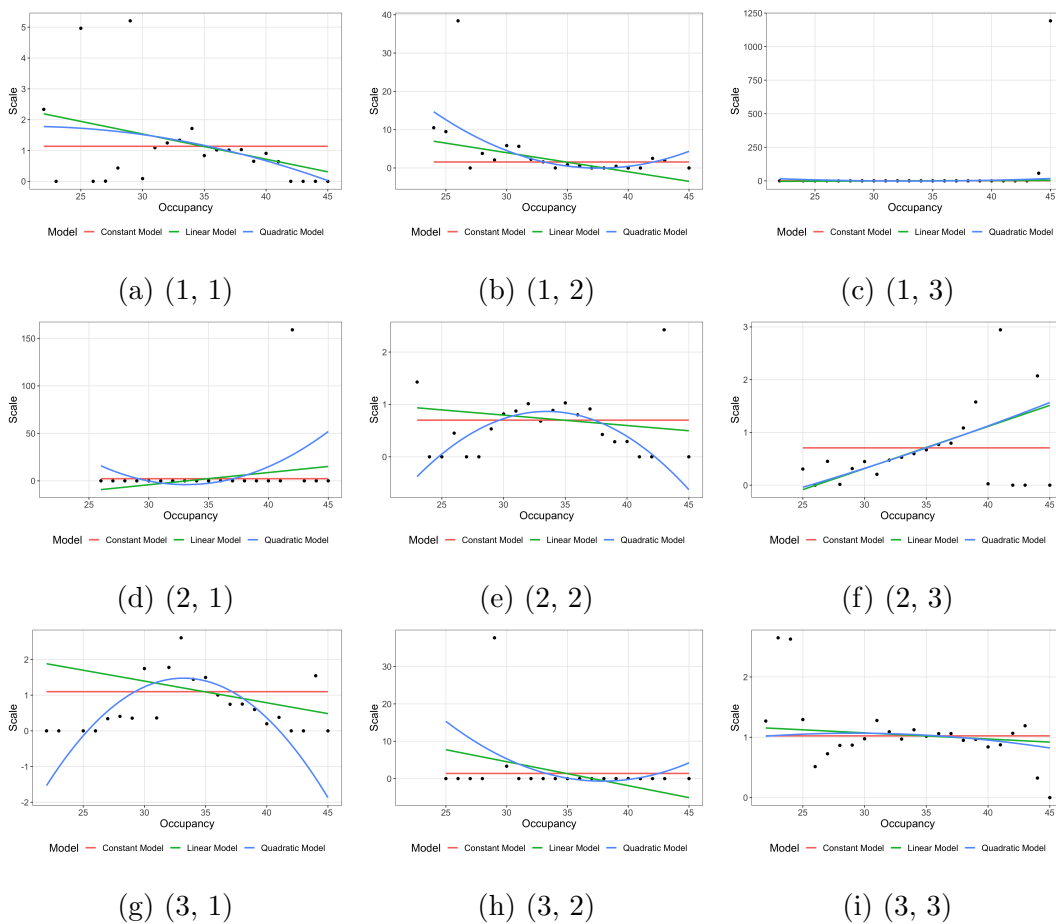 5
4
3
2
1
0
Scale
25 30 35 40 45
Occupancy
Model Constant Model Linear Model Quadratic Model
(a) (1, 1)
40
30
20
10
0
Scale
25 30 35 40 45
Occupancy
Model Constant Model Linear Model Quadratic Model
(b) (1, 2)
1250
1000
750
500
250
0
Scale
25 30 35 40 45
Occupancy
Model Constant Model Linear Model Quadratic Model
(c) (1, 3)
150
100
50
0
Scale
25 30 35 40 45
Occupancy
Model Constant Model Linear Model Quadratic Model
(d) (2, 1)
2
1
0
Scale
25 30 35 40 45
Occupancy
Model Constant Model Linear Model Quadratic Model
(e) (2, 2)
3
2
1
0
Scale
25 30 35 40 45
Occupancy
Model Constant Model Linear Model Quadratic Model
(f) (2, 3)
2
1
0
-1
-2
Scale
25 30 35 40 45
Occupancy
Model Constant Model Linear Model Quadratic Model
(g) (3, 1)
30
20
10
0
Scale
25 30 35 40 45
Occupancy
Model Constant Model Linear Model Quadratic Model
(h) (3, 2)
2
1
0
Scale
25 30 35 40 45
Occupancy
Model Constant Model Linear Model Quadratic Model
(i) (3, 3)